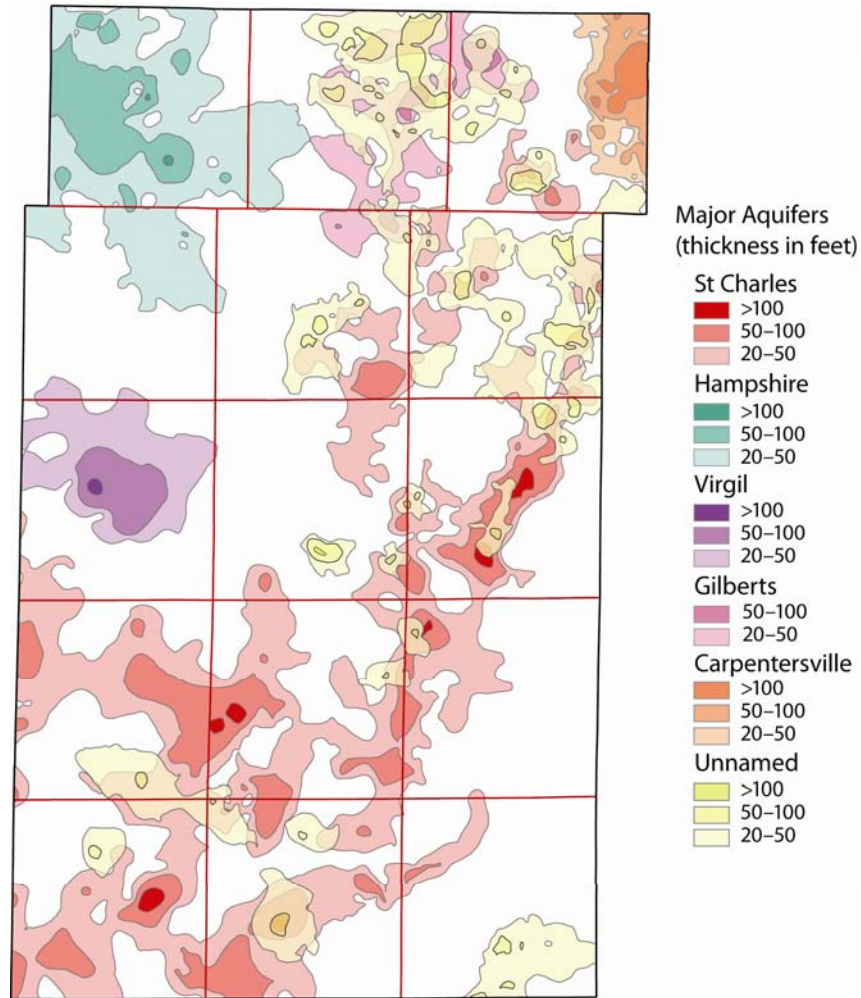 Major Aquifers
(thickness in feet)
St Charles
>100
50–100
20–50
Hampshire
>100
50–100
20–50
Virgil
>100
50–100
20–50
Gilberts
50–100
20–50
Carpentersville
>100
50–100
20–50
Unnamed
>100
50–100
20–50